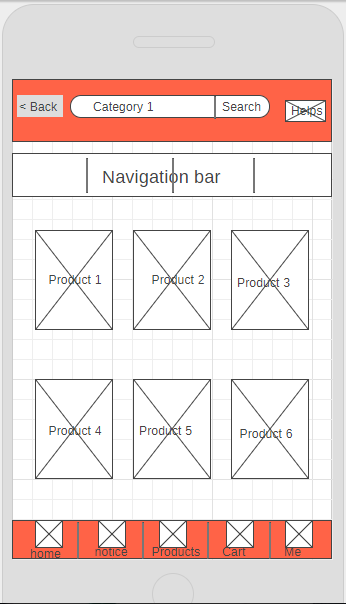 < Back
Category 1
Search
Helps
Navigation bar
Product 1
Product 2
Product 3
Product 4
Product 5
Product 6
home
notice
Products
Cart
Me